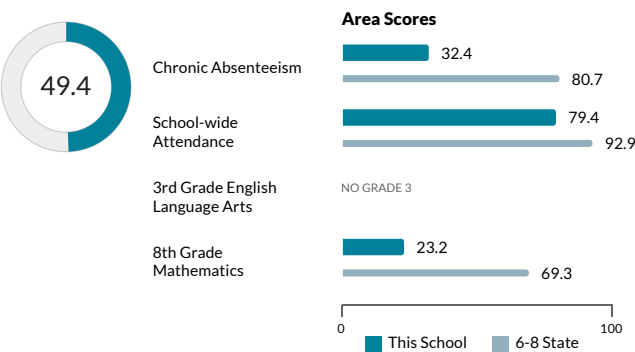 Area Scores
49.4
Chronic Absenteeism
32.4
80.7
School-wide
Attendance
79.4
92.9
3rd Grade English
Language Arts
NO GRADE 3
8th Grade
Mathematics
23.2
69.3
0
100
This School
6-8 State